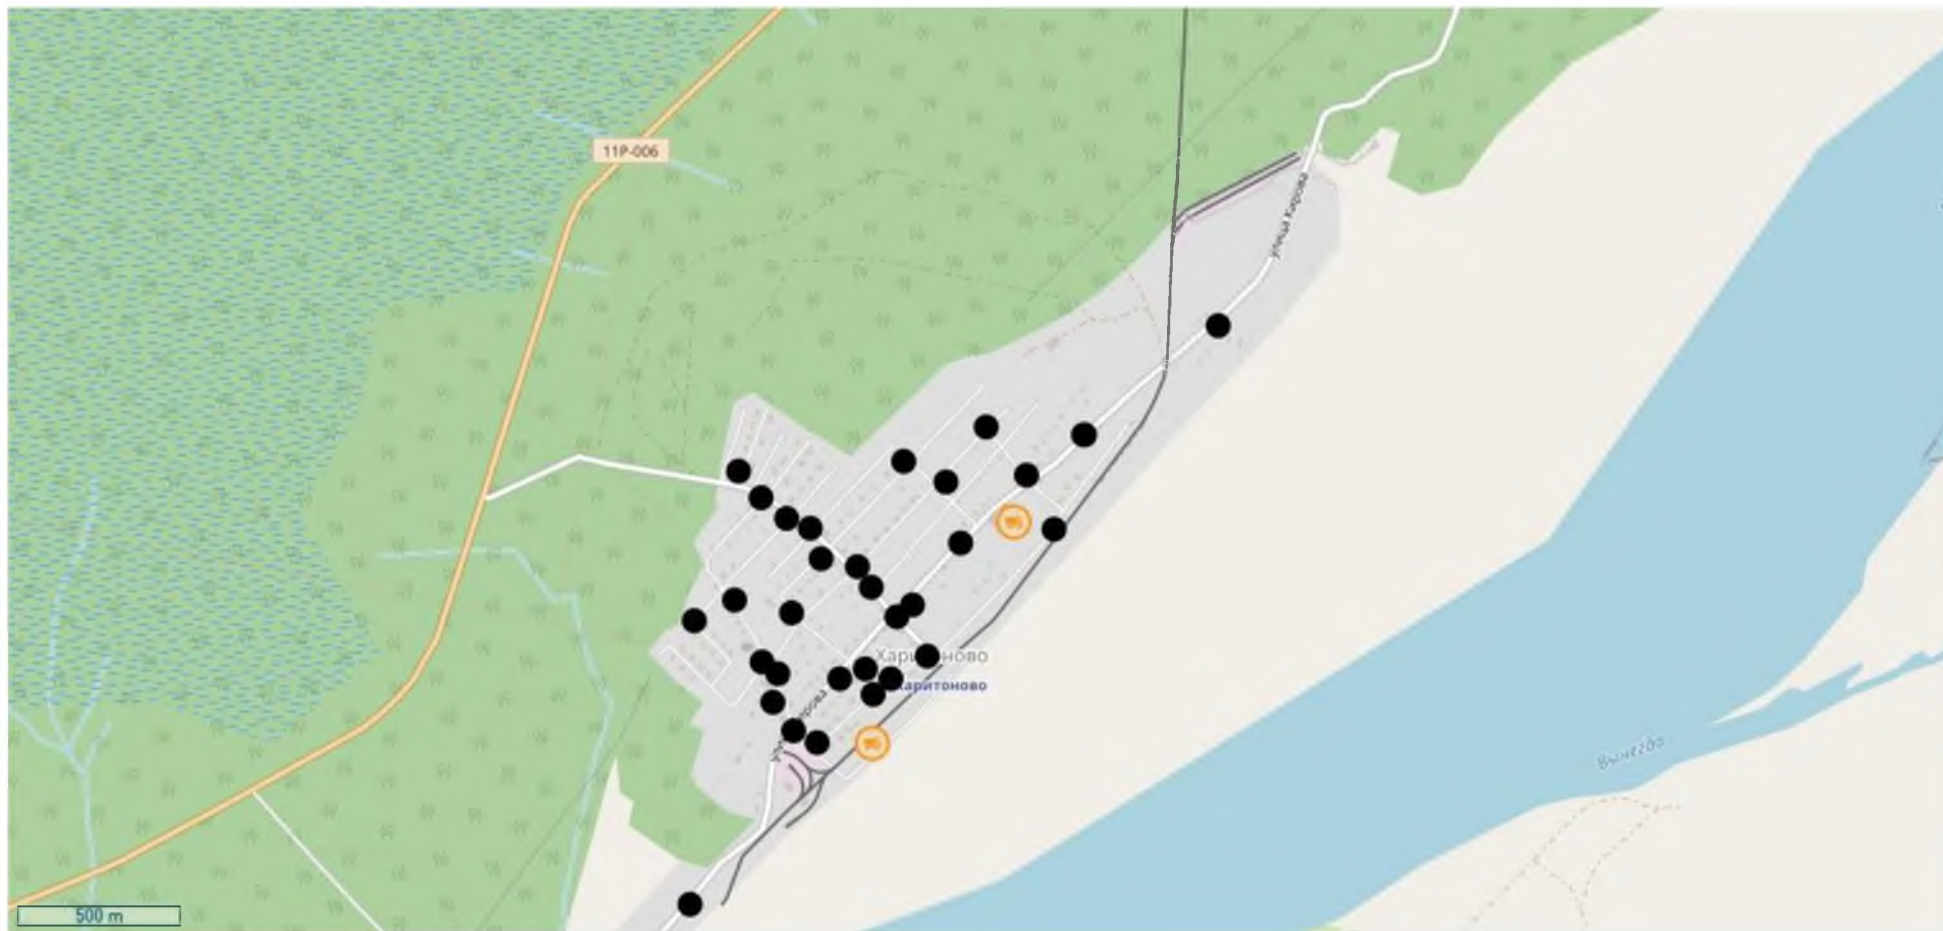 11Р-006
улица Кирова
Харитоново
Харитоново
Вычегда
500 m